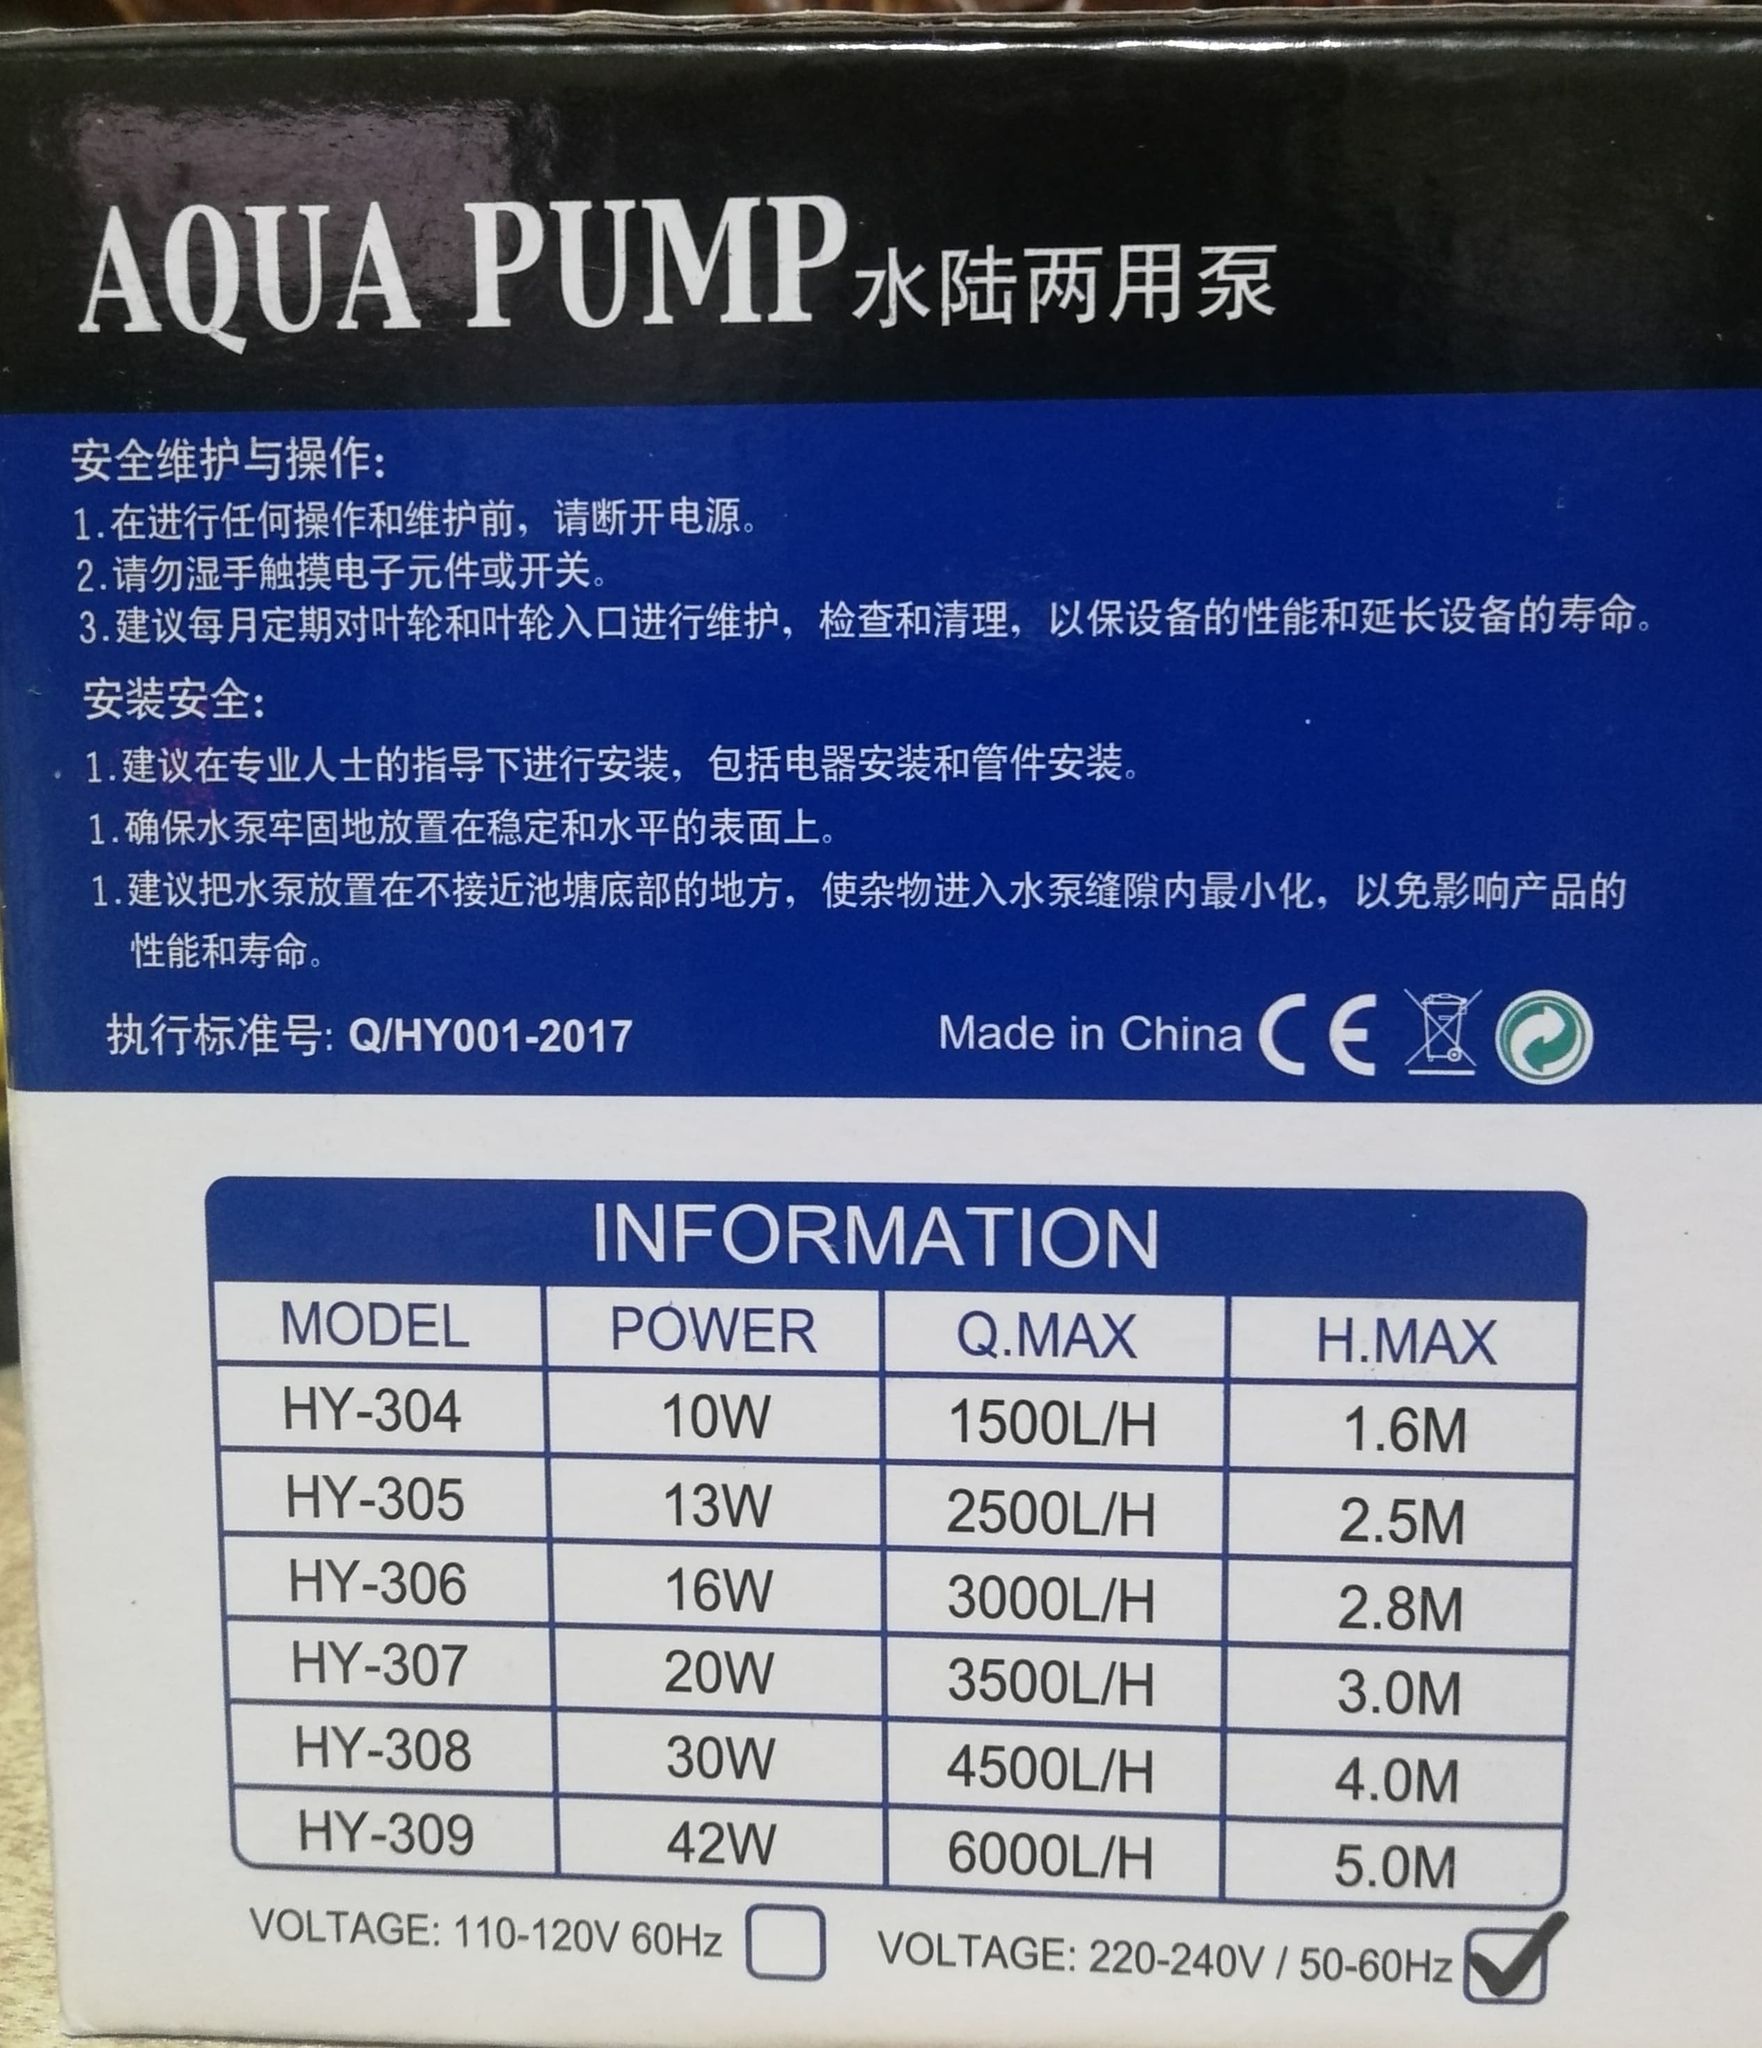 AQUA PUMP 水陆两用泵
安全维护与操作:
1.在进行任何操作和维护前，请断开电源。
2.请勿湿手触摸电子元件或开关。
3.建议每月定期对叶轮和叶轮入口进行维护，检查和清理，以保设备的性能和延长设备的寿命。
安装安全:
1.建议在专业人士的指导下进行安装，包括电器安装和管件安装。
1.确保水泵牢固地放置在稳定和水平的表面上。
1.建议把水泵放置在不接近池塘底部的地方，使杂物进入水泵缝隙内最小化，以免影响产品的
性能和寿命。
执行标准号: Q/HY001-2017 Made in China CE
INFORMATION
MODEL POWER Q.MAX H.MAX
HY-304 10W 1500L/H 1.6M
HY-305 13W 2500L/H 2.5M
HY-306 16W 3000L/H 2.8M
HY-307 20W 3500L/H 3.0M
HY-308 30W 4500L/H 4.0M
HY-309 42W 6000L/H 5.0M
VOLTAGE: 110-120V 60Hz VOLTAGE: 220-240V / 50-60Hz